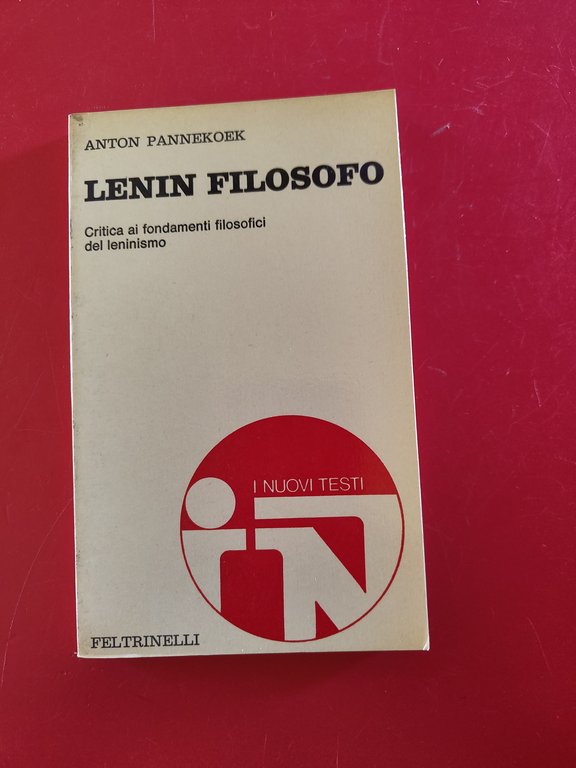 ANTON PANNEKOEK
LENIN FILOSOFO
Critica ai fondamenti filosofici
del leninismo
I NUOVI TESTI
FELTRINELLI